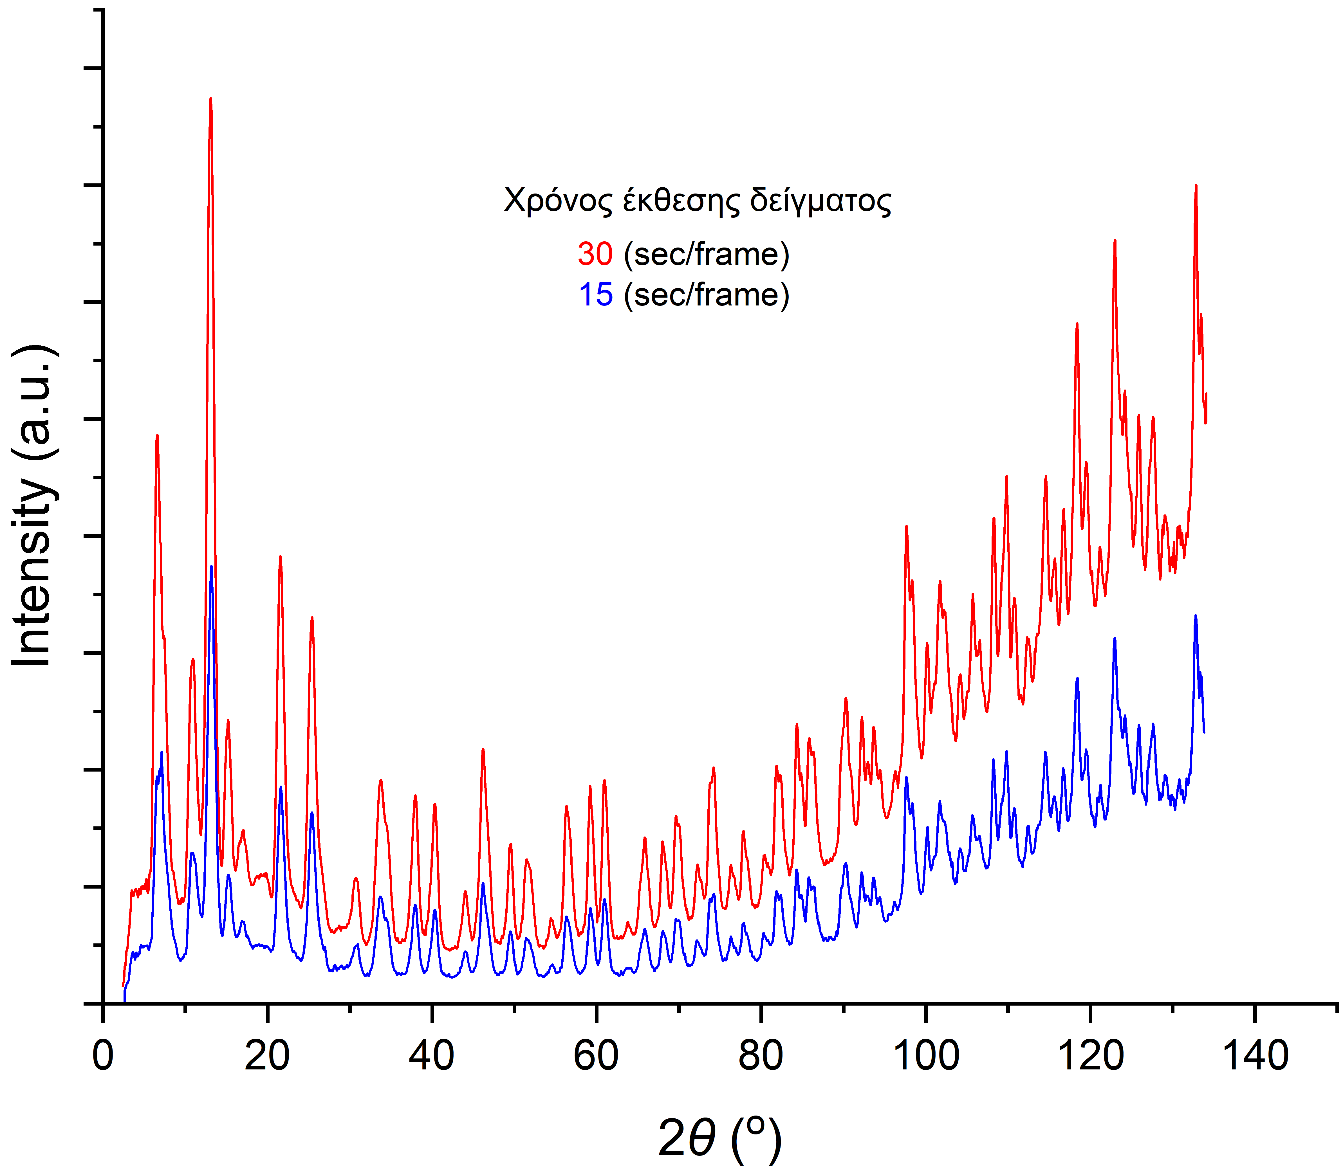 Χρόνος έκθεσης δείγματος
30 (sec/frame)
15 (sec/frame)
Intensity (a.u.)
0 20 40 60 80 100 120 140
2θ (º)